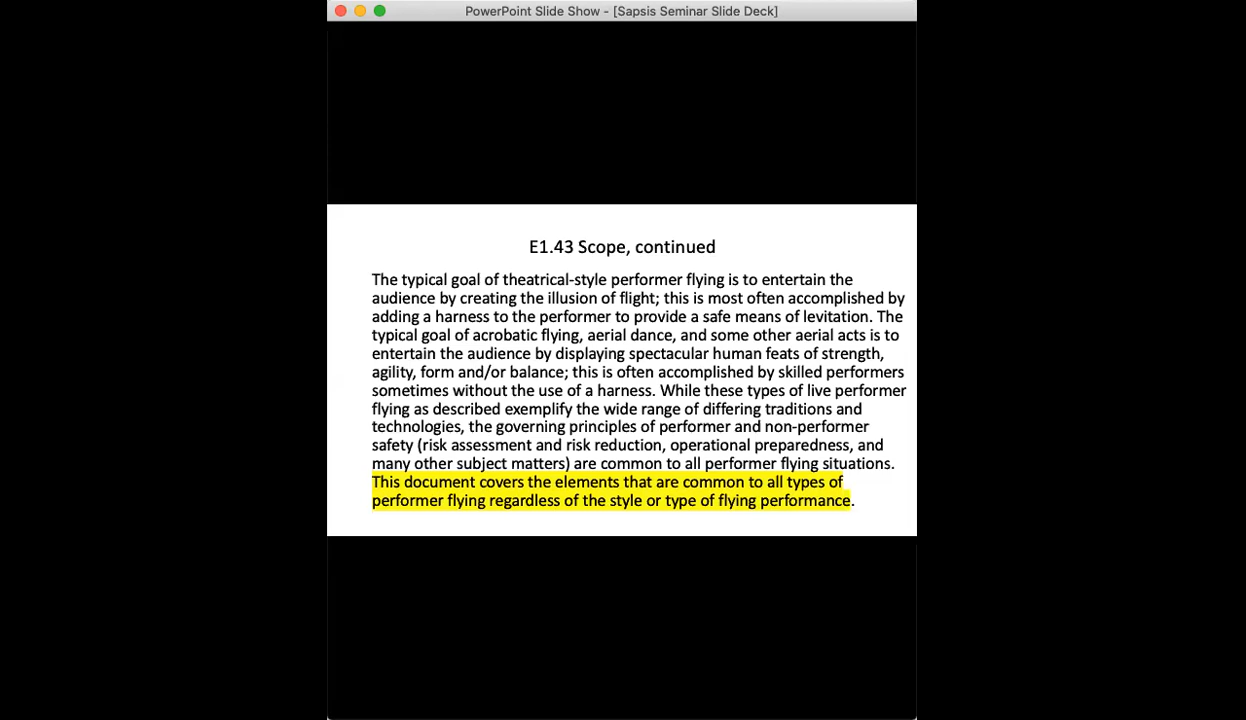 PowerPoint Slide Show - [Sapsis Seminar Slide Deck]
E1.43 Scope, continued
The typical goal of theatrical-style performer flying is to entertain the
audience by creating the illusion of flight; this is most often accomplished by
adding a harness to the performer to provide a safe means of levitation. The
typical goal of acrobatic flying, aerial dance, and some other aerial acts is to
entertain the audience by displaying spectacular human feats of strength,
agility, form and/or balance; this is often accomplished by skilled performers
sometimes without the use of a harness. While these types of live performer
flying as described exemplify the wide range of differing traditions and
technologies, the governing principles of performer and non-performer
safety (risk assessment and risk reduction, operational preparedness, and
many other subject matters) are common to all performer flying situations.
This document covers the elements that are common to all types of
performer flying regardless of the style or type of flying performance.